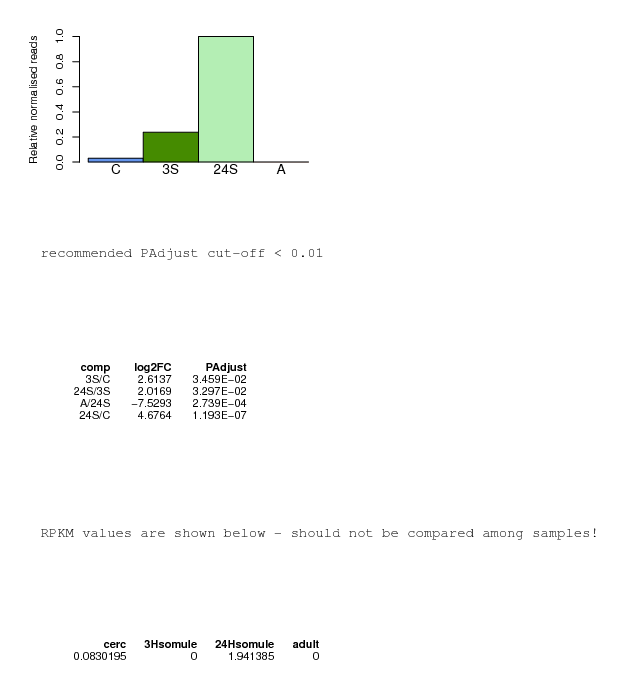 Relative normalised reads
1.0
0.8
0.6
0.4
0.2
0.0
C 3S 24S A
recommended PAdjust cut-off < 0.01
comp log2FC PAdjust
3S/C 2.6137 3.459E−02
24S/3S 2.0169 3.297E−02
A/24S −7.5293 2.739E−04
24S/C 4.6764 1.193E−07
RPKM values are shown below - should not be compared among samples!
cerc 3Hsomule 24Hsomule adult
0.0830195 0 1.941385 0